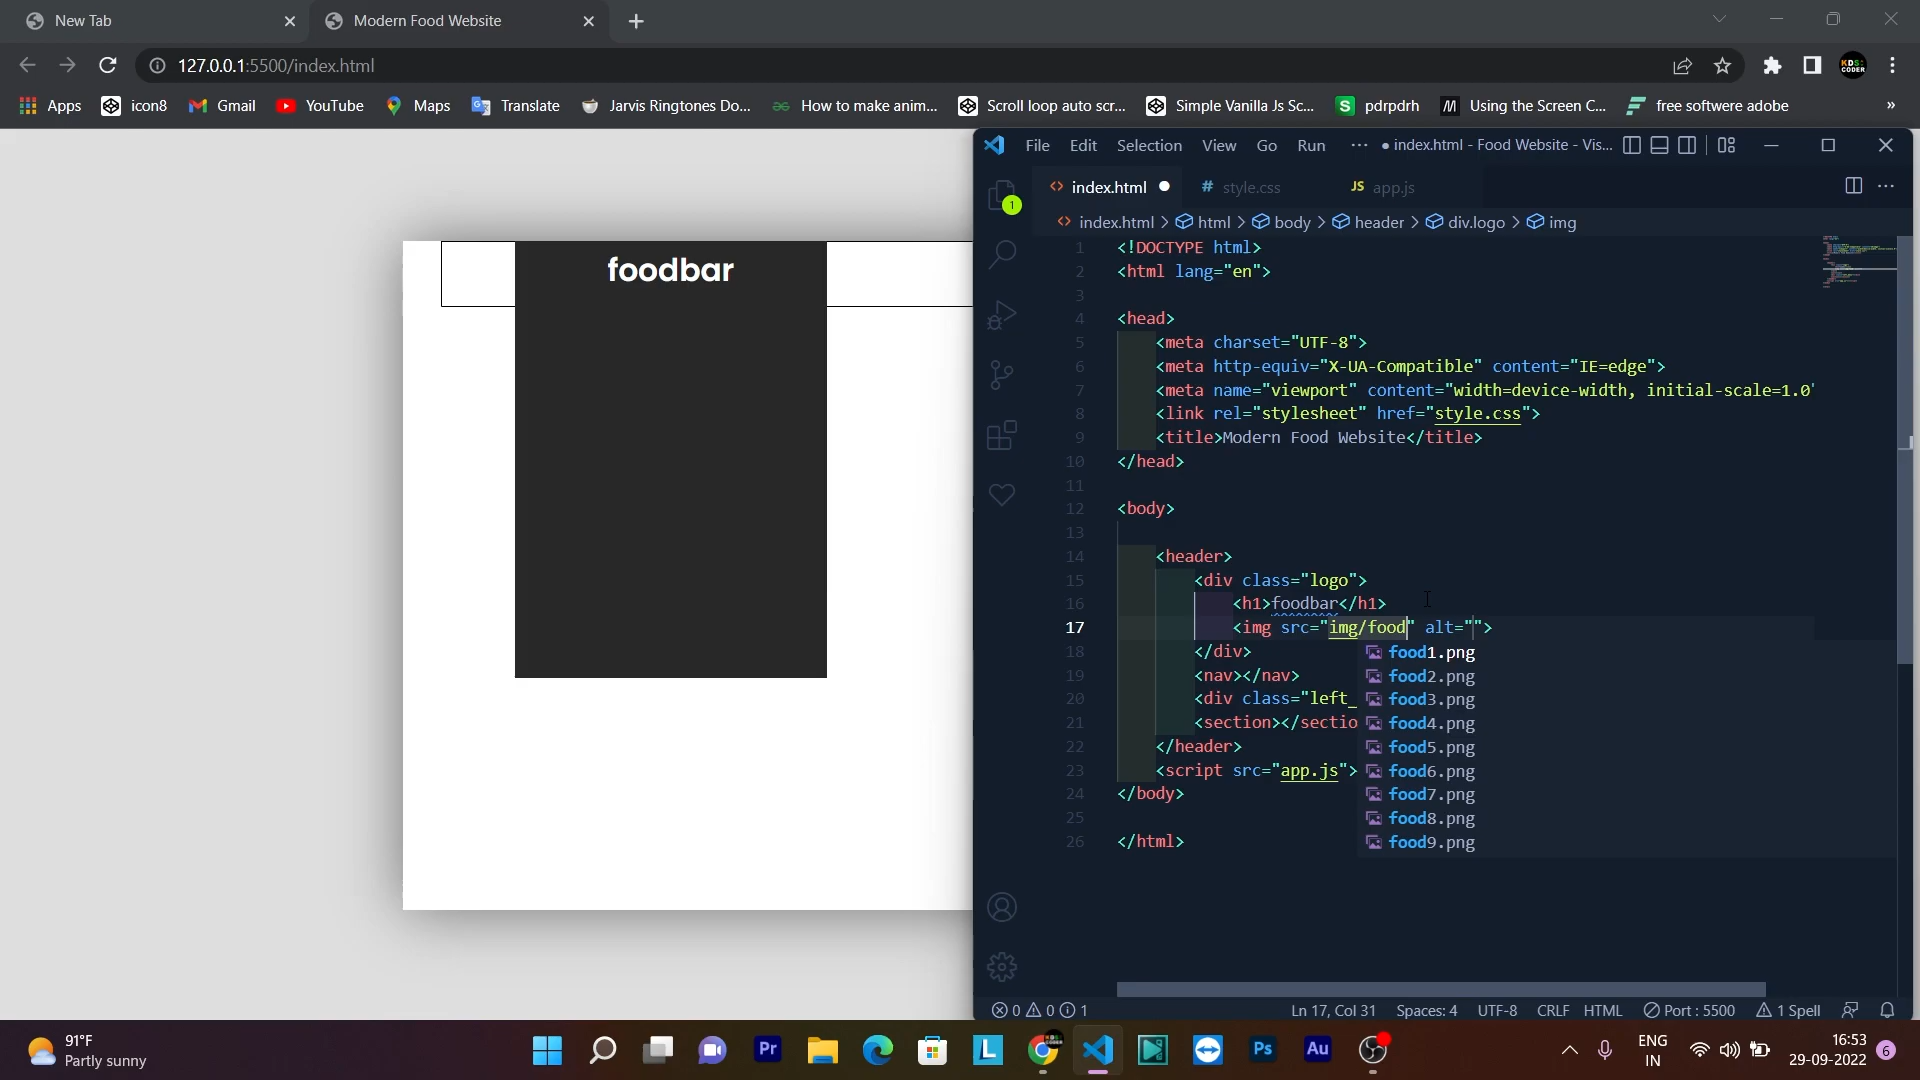 New Tab
Modern Food Website
127.0.0.1:5500/index.html
KDS:
CODER
Apps
icon8
Gmail
YouTube
Maps
Translate
Jarvis Ringtones Do...
How to make anim...
Scroll loop auto scr...
Simple Vanilla Js Sc...
pdrpdrh
Using the Screen C...
free softwere adobe
»
foodbar
File Edit Selection View Go Run ··· ● index.html - Food Website - Vis...
1
index.html
# style.css
JS app.js
index.html > html > body > header > div.logo > img
1 <!DOCTYPE html>
2 <html lang="en">
3
4 <head>
5 <meta charset="UTF-8">
6 <meta http-equiv="X-UA-Compatible" content="IE=edge">
7 <meta name="viewport" content="width=device-width, initial-scale=1.0"
8 <link rel="stylesheet" href="style.css">
9 <title>Modern Food Website</title>
10 </head>
11
12 <body>
13
14 <header>
15 <div class="logo">
16 <h1>foodbar</h1>
17 <img src="img/food" alt="">
18 </div>
19 <nav></nav>
20 <div class="left_
21 <section></sectio
22 </header>
23 <script src="app.js">
24 </body>
25
26 </html>
food1.png
food2.png
food3.png
food4.png
food5.png
food6.png
food7.png
food8.png
food9.png
0 0 1
Ln 17, Col 31
Spaces: 4
UTF-8
CRLF
HTML
Port : 5500
1 Spell
91°F
Partly sunny
Pr
L
Ps
Au
ENG
IN
16:53
29-09-2022
6